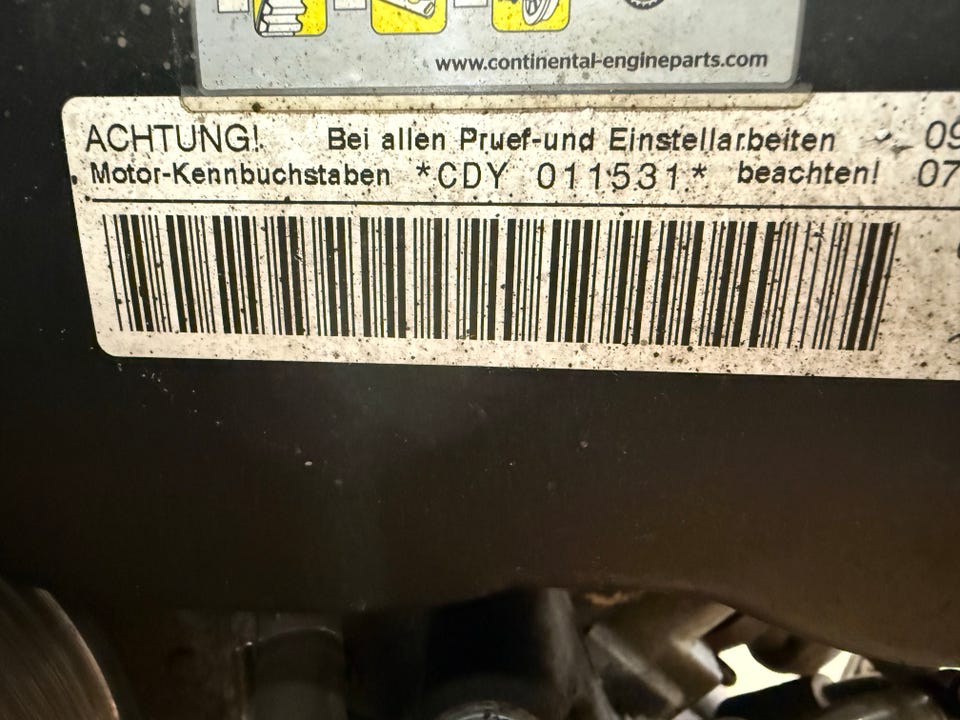 www.continental-engineparts.com
ACHTUNG! Bei allen Pruef-und Einstellarbeiten 09
Motor-Kennbuchstaben *CDY 011531* beachten! 07